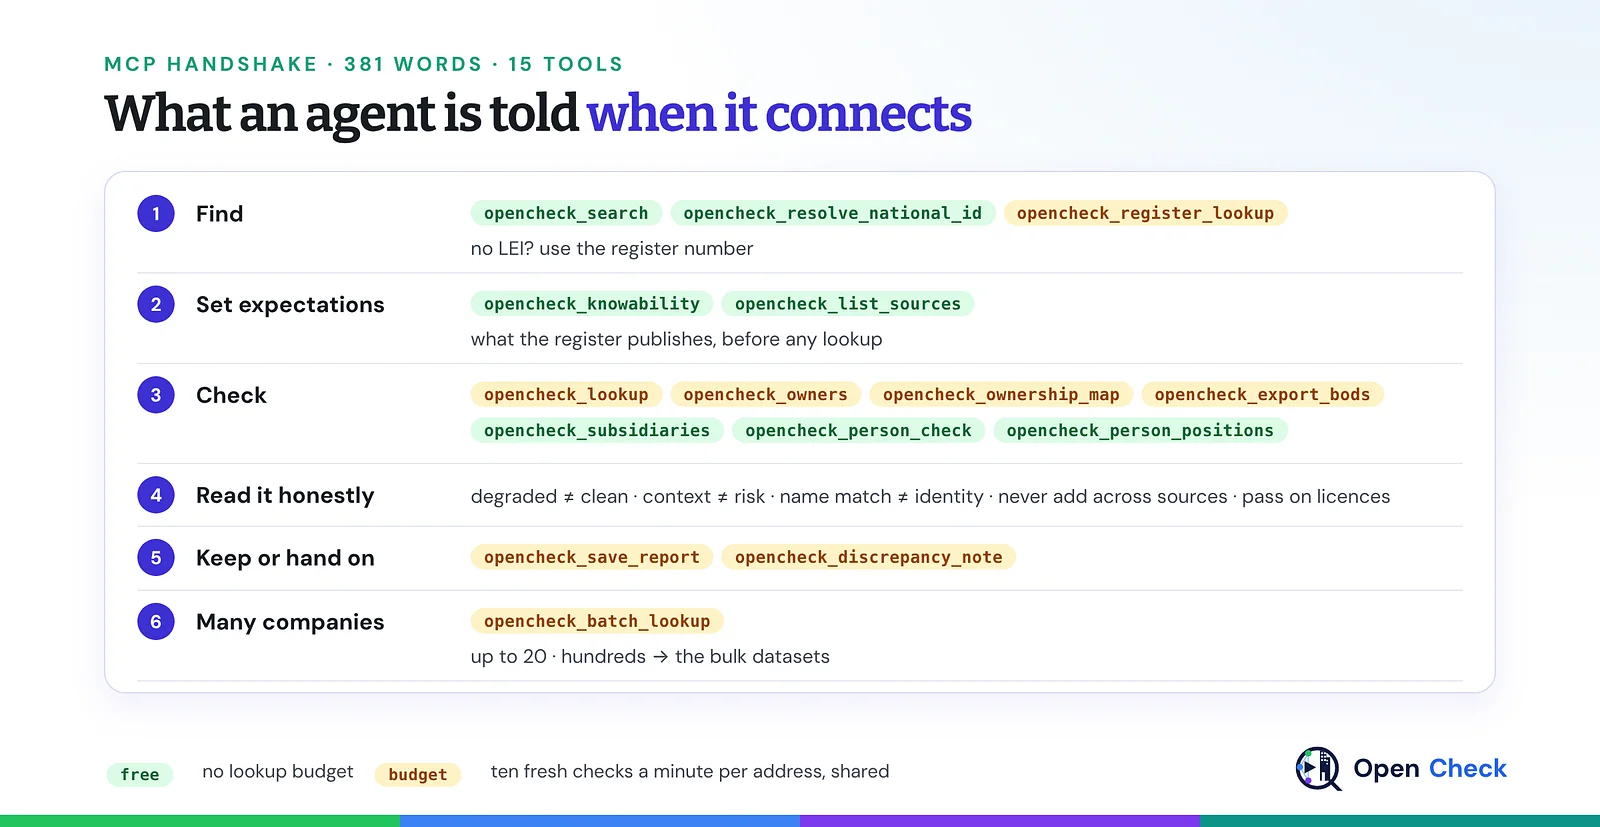 MCP HANDSHAKE · 381 WORDS · 15 TOOLS
What an agent is told when it connects
1 Find opencheck_search opencheck_resolve_national_id opencheck_register_lookup
no LEI? use the register number
2 Set expectations opencheck_knowability opencheck_list_sources
what the register publishes, before any lookup
3 Check opencheck_lookup opencheck_owners opencheck_ownership_map opencheck_export_bods
opencheck_subsidiaries opencheck_person_check opencheck_person_positions
4 Read it honestly degraded ≠ clean · context ≠ risk · name match ≠ identity · never add across sources · pass on licences
5 Keep or hand on opencheck_save_report opencheck_discrepancy_note
6 Many companies opencheck_batch_lookup
up to 20 · hundreds → the bulk datasets
free no lookup budget budget ten fresh checks a minute per address, shared
Open Check